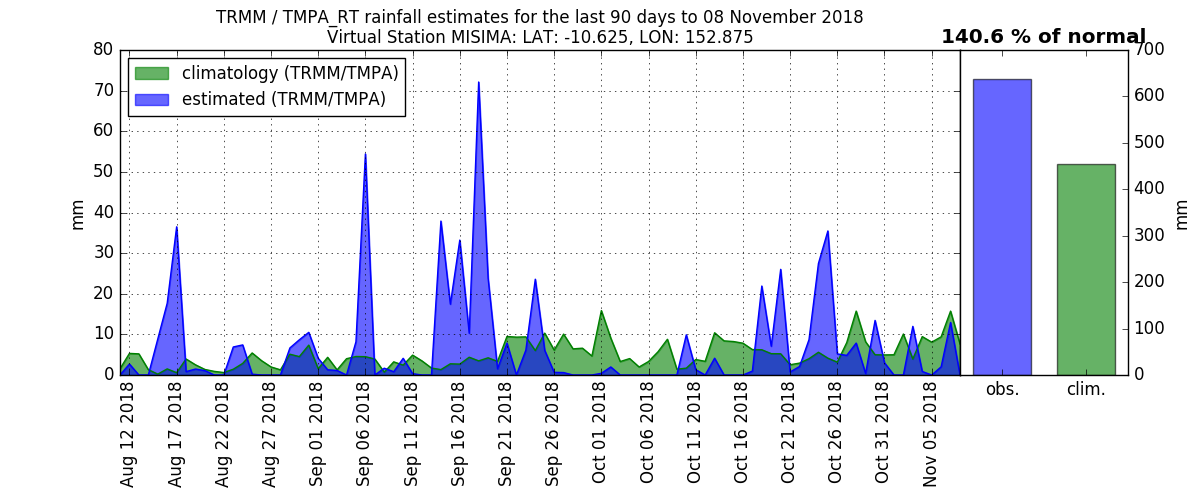 TRMM / TMPA_RT rainfall estimates for the last 90 days to 08 November 2018
Virtual Station MISIMA: LAT: -10.625, LON: 152.875
140.6 % of normal
climatology (TRMM/TMPA)
estimated (TRMM/TMPA)
mm
80
70
60
50
40
30
20
10
0
Aug 12 2018
Aug 17 2018
Aug 22 2018
Aug 27 2018
Sep 01 2018
Sep 06 2018
Sep 11 2018
Sep 16 2018
Sep 21 2018
Sep 26 2018
Oct 01 2018
Oct 06 2018
Oct 11 2018
Oct 16 2018
Oct 21 2018
Oct 26 2018
Oct 31 2018
Nov 05 2018
obs.
clim.
700
600
500
400
300
200
100
0
mm